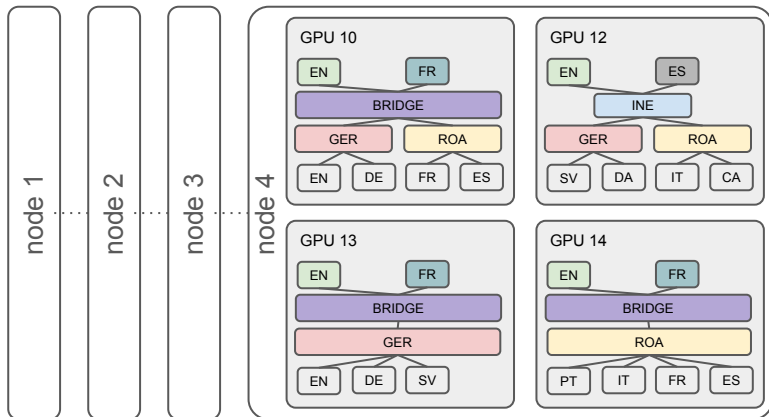 node 1
node 2
node 3
node 4
GPU 10
EN FR
BRIDGE
GER ROA
EN DE FR ES
GPU 12
EN ES
INE
GER ROA
SV DA IT CA
GPU 13
EN FR
BRIDGE
GER
EN DE SV
GPU 14
EN FR
BRIDGE
ROA
PT IT FR ES